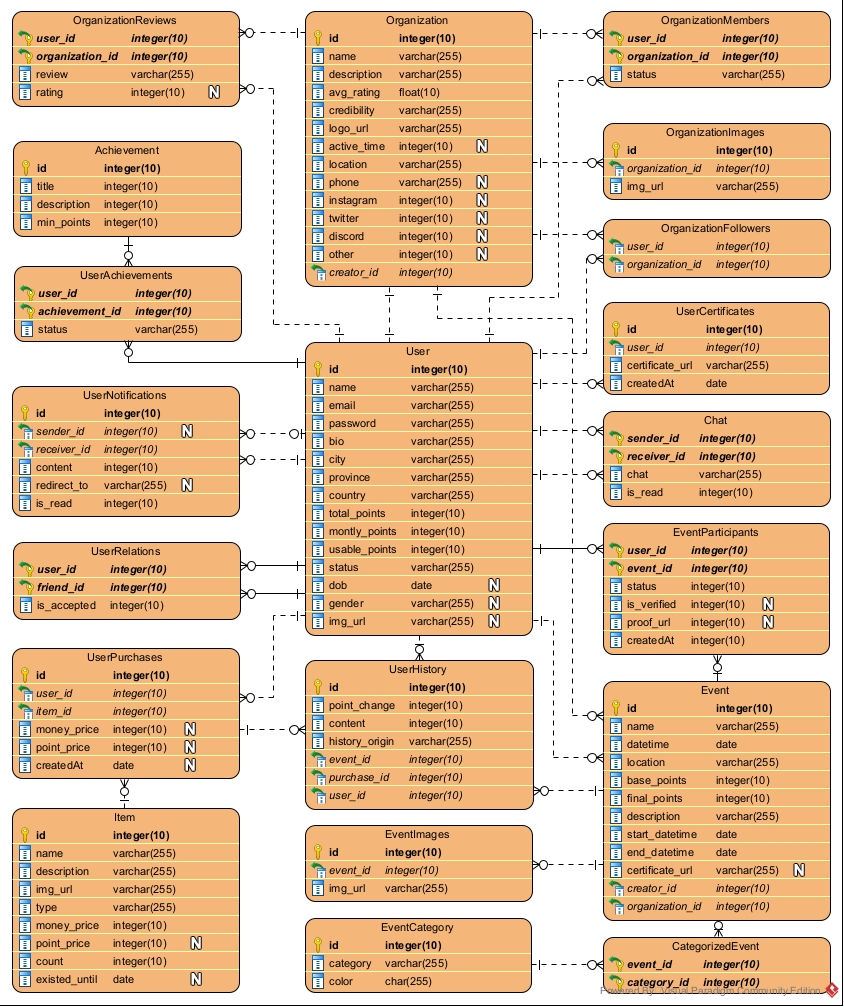 OrganizationReviews
user_id integer(10)
organization_id integer(10)
review varchar(255)
rating integer(10) N
Achievement
id integer(10)
title integer(10)
description integer(10)
min_points integer(10)
UserAchievements
user_id integer(10)
achievement_id integer(10)
status varchar(255)
UserNotifications
id integer(10)
sender_id integer(10) N
receiver_id integer(10)
content integer(10)
redirect_to varchar(255) N
is_read integer(10)
UserRelations
user_id integer(10)
friend_id integer(10)
is_accepted integer(10)
UserPurchases
id integer(10)
user_id integer(10)
item_id integer(10)
money_price integer(10) N
point_price integer(10) N
createdAt date N
Item
id integer(10)
name varchar(255)
description varchar(255)
img_url varchar(255)
type varchar(255)
money_price integer(10)
point_price integer(10) N
count integer(10)
existed_until date N
Organization
id integer(10)
name varchar(255)
description varchar(255)
avg_rating float(10)
credibility varchar(255)
logo_url varchar(255)
active_time integer(10) N
location varchar(255)
phone varchar(255) N
instagram integer(10) N
twitter integer(10) N
discord integer(10) N
other integer(10) N
creator_id integer(10)
User
id integer(10)
name varchar(255)
email varchar(255)
password varchar(255)
bio varchar(255)
city varchar(255)
province varchar(255)
country varchar(255)
total_points integer(10)
montly_points integer(10)
usable_points integer(10)
status varchar(255)
dob date N
gender varchar(255) N
img_url varchar(255) N
UserHistory
id integer(10)
point_change integer(10)
content integer(10)
history_origin varchar(255)
event_id integer(10)
purchase_id integer(10)
user_id integer(10)
EventImages
id integer(10)
event_id integer(10)
img_url varchar(255)
EventCategory
id integer(10)
category varchar(255)
color char(255)
OrganizationMembers
user_id integer(10)
organization_id integer(10)
status varchar(255)
OrganizationImages
id integer(10)
organization_id integer(10)
img_url varchar(255)
OrganizationFollowers
user_id integer(10)
organization_id integer(10)
UserCertificates
id integer(10)
user_id integer(10)
certificate_url varchar(255)
createdAt date
Chat
sender_id integer(10)
receiver_id integer(10)
chat varchar(255)
is_read integer(10)
EventParticipants
user_id integer(10)
event_id integer(10)
status integer(10)
is_verified integer(10) N
proof_url integer(10) N
createdAt integer(10)
Event
id integer(10)
name varchar(255)
datetime date
location varchar(255)
base_points integer(10)
final_points integer(10)
description varchar(255)
start_datetime date
end_datetime date
certificate_url varchar(255) N
creator_id integer(10)
organization_id integer(10)
CategorizedEvent
event_id integer(10)
category_id integer(10)
Powered By Visual Paradigm Community Edition